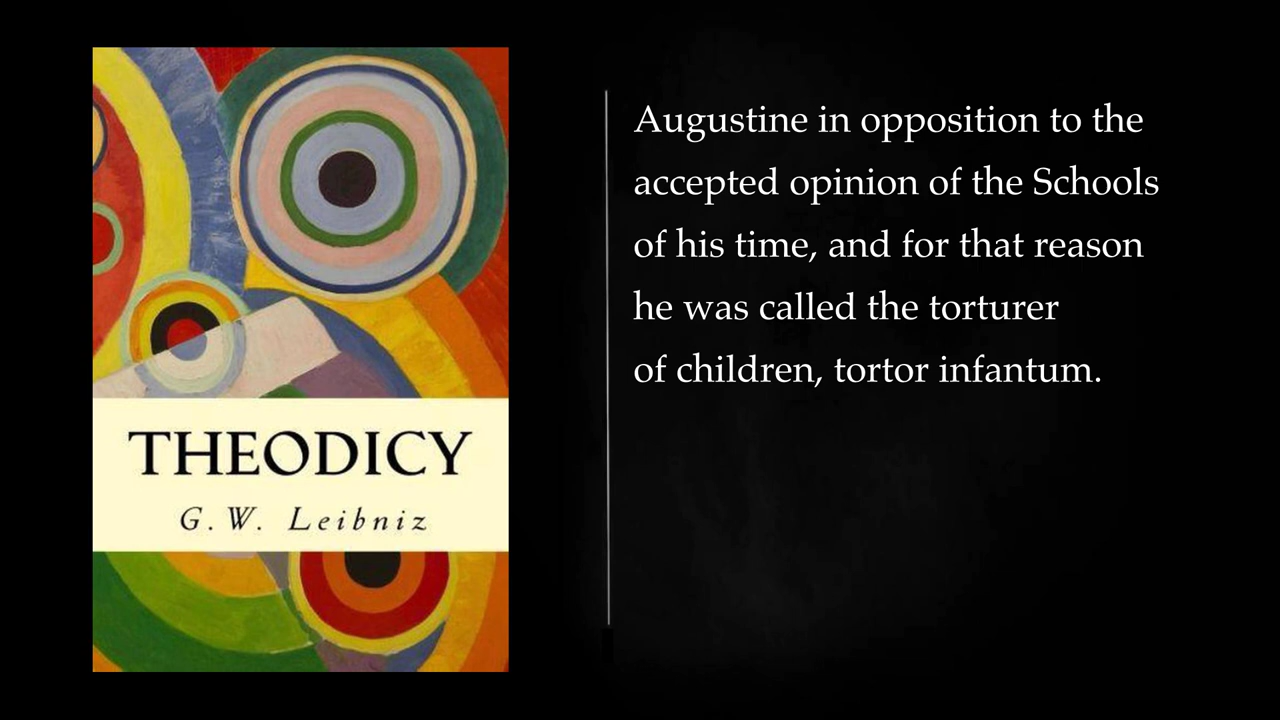 THEODICY
G. W. Leibniz
Augustine in opposition to the
accepted opinion of the Schools
of his time, and for that reason
he was called the torturer
of children, tortor infantum.